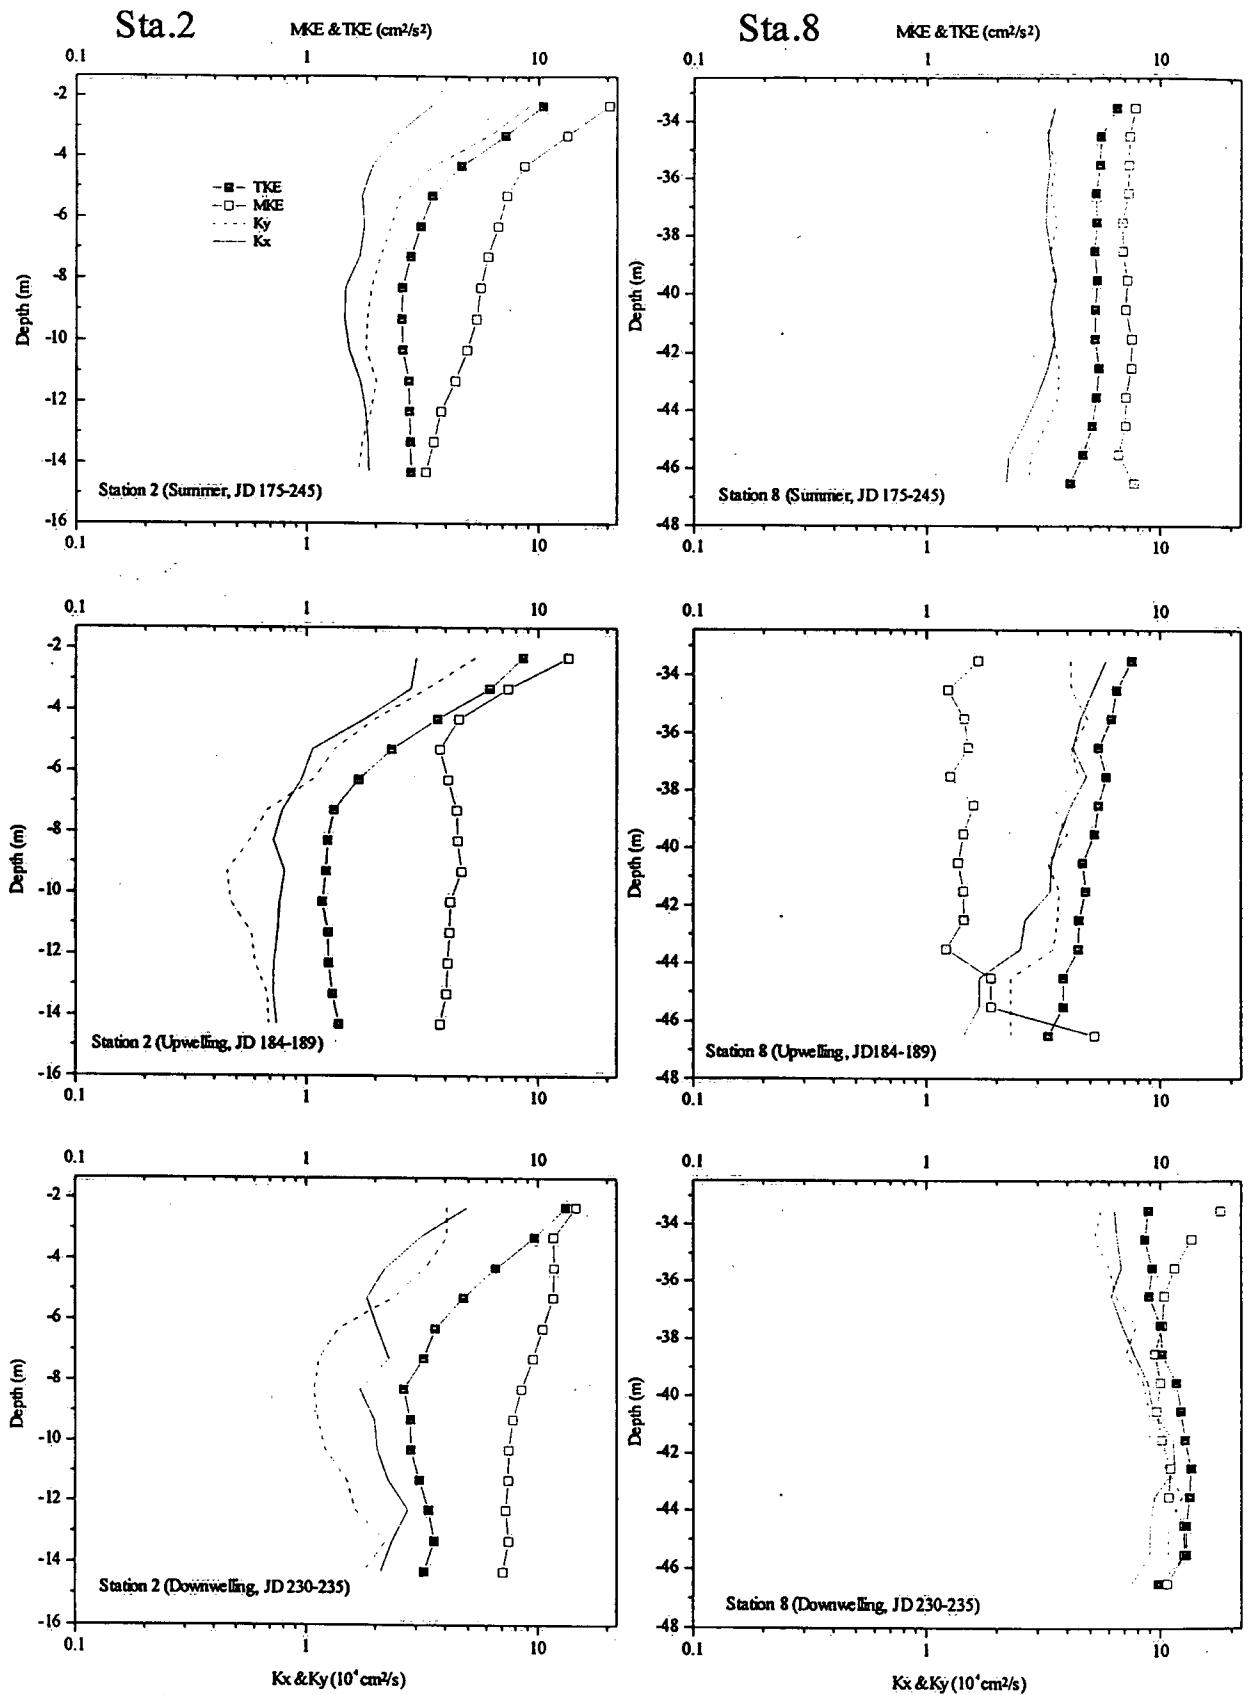 Sta.2
MKE & TKE (cm²/s²)
Sta.8
MKE & TKE (cm²/s²)
0.1 1 10
0.1 1 10
-2
-4
-6
-8
-10
-12
-14
-16
Depth (m)
TKE
MKE
Ky
Kx
Station 2 (Summer, JD 175-245)
0.1 1 10
-34
-36
-38
-40
-42
-44
-46
-48
Depth (m)
Station 8 (Summer, JD 175-245)
0.1 1 10
0.1 1 10
-2
-4
-6
-8
-10
-12
-14
-16
Depth (m)
Station 2 (Upwelling, JD 184-189)
0.1 1 10
0.1 1 10
-34
-36
-38
-40
-42
-44
-46
-48
Depth (m)
Station 8 (Upwelling, JD184-189)
0.1 1 10
0.1 1 10
-2
-4
-6
-8
-10
-12
-14
-16
Depth (m)
Station 2 (Downwelling, JD 230-235)
0.1 1 10
Kx & Ky (10⁴ cm²/s)
0.1 1 10
-34
-36
-38
-40
-42
-44
-46
-48
Depth (m)
Station 8 (Downwelling, JD 230-235)
0.1 1 10
Kx & Ky (10⁴ cm²/s)